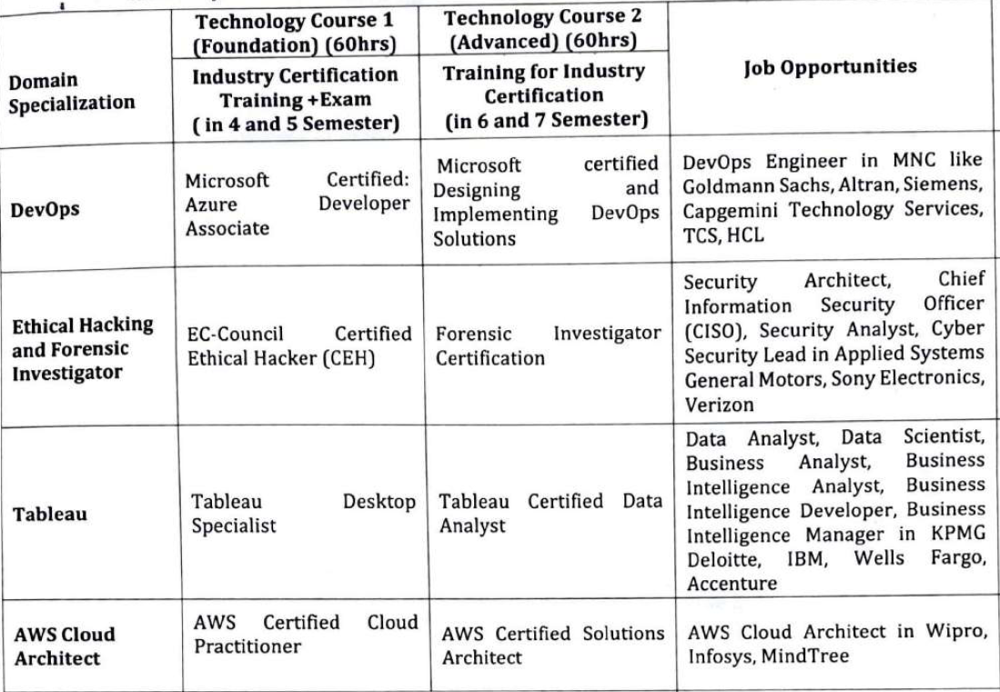 Domain
Specialization
Technology Course 1
(Foundation) (60hrs)
Technology Course 2
(Advanced) (60hrs)
Job Opportunities
Industry Certification
Training +Exam
( in 4 and 5 Semester)
Training for Industry
Certification
(in 6 and 7 Semester)
DevOps
Microsoft Certified:
Azure Developer
Associate
Microsoft certified
Designing and
Implementing DevOps
Solutions
DevOps Engineer in MNC like
Goldmann Sachs, Altran, Siemens,
Capgemini Technology Services,
TCS, HCL
Ethical Hacking
and Forensic
Investigator
EC-Council Certified
Ethical Hacker (CEH)
Forensic Investigator
Certification
Security Architect, Chief
Information Security Officer
(CISO), Security Analyst, Cyber
Security Lead in Applied Systems
General Motors, Sony Electronics,
Verizon
Tableau
Tableau Desktop
Specialist
Tableau Certified Data
Analyst
Data Analyst, Data Scientist,
Business Analyst, Business
Intelligence Analyst, Business
Intelligence Developer, Business
Intelligence Manager in KPMG
Deloitte, IBM, Wells Fargo,
Accenture
AWS Cloud
Architect
AWS Certified Cloud
Practitioner
AWS Certified Solutions
Architect
AWS Cloud Architect in Wipro,
Infosys, MindTree